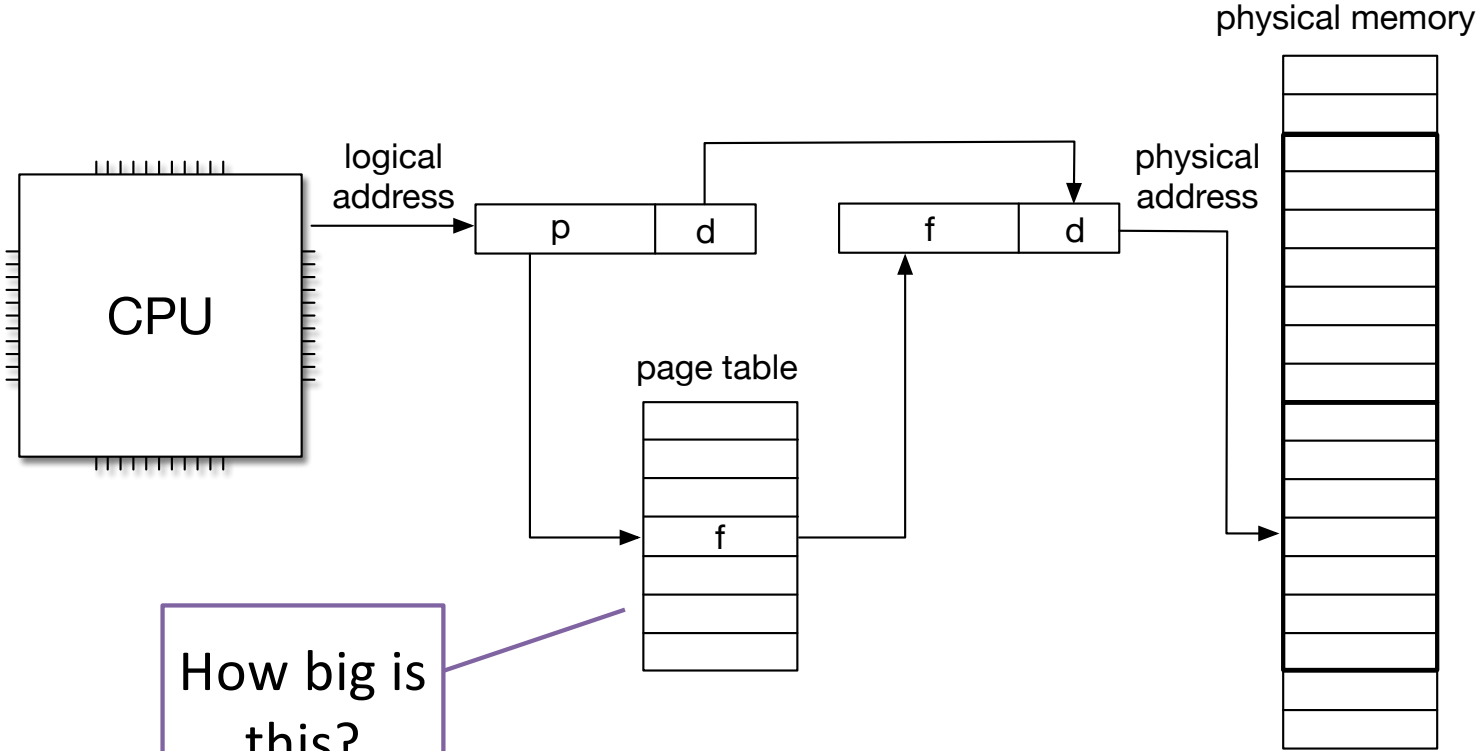 physical memory
logical
address
physical
address
p
d
f
d
CPU
page table
f
How big is
this?